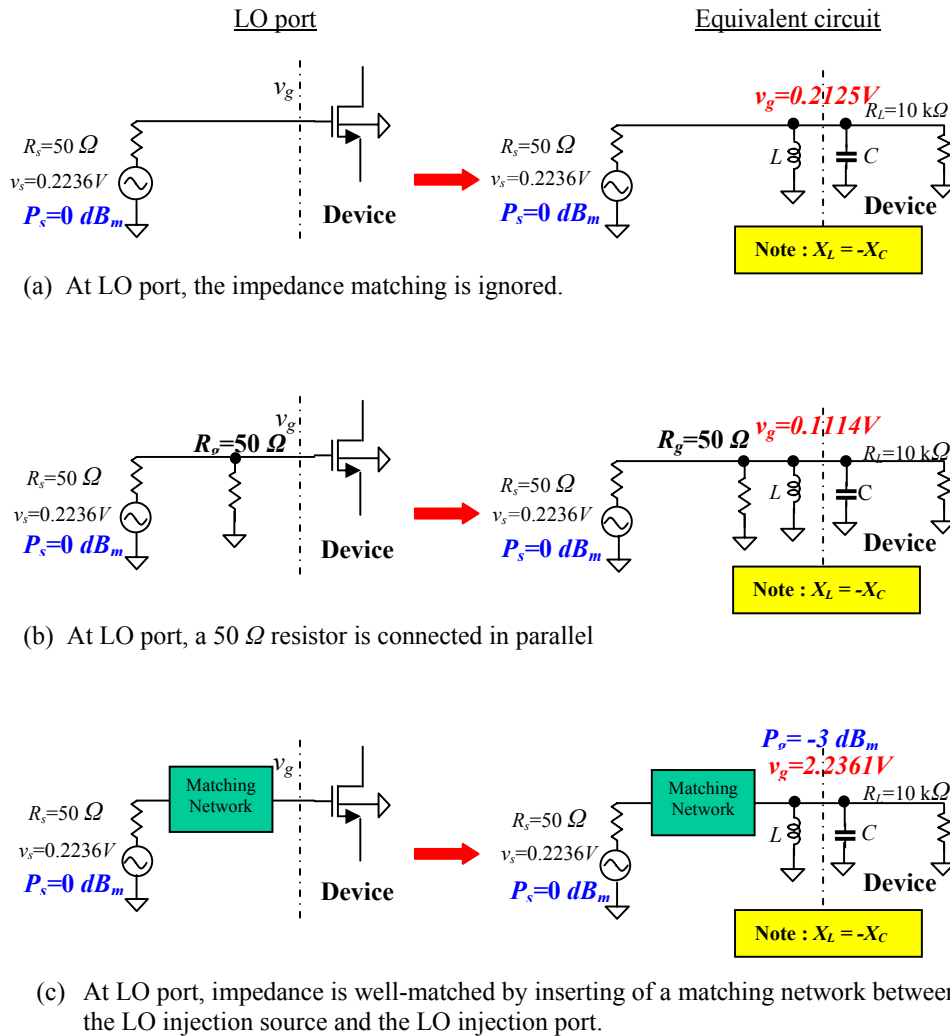 LO port
Equivalent circuit
v_g
v_g=0.2125V
R_L=10 kΩ
R_s=50 Ω
v_s=0.2236V
P_s=0 dB_m
Device
R_s=50 Ω
v_s=0.2236V
P_s=0 dB_m
L
C
Device
Note : X_L = -X_C
(a) At LO port, the impedance matching is ignored.
v_g
R_g=50 Ω
R_s=50 Ω
v_s=0.2236V
P_s=0 dB_m
Device
R_g=50 Ω
v_g=0.1114V
R_L=10 kΩ
R_s=50 Ω
v_s=0.2236V
P_s=0 dB_m
L
C
Device
Note : X_L = -X_C
(b) At LO port, a 50 Ω resistor is connected in parallel
v_g
Matching
Network
R_s=50 Ω
v_s=0.2236V
P_s=0 dB_m
Device
P_g= -3 dB_m
v_g=2.2361V
R_L=10 kΩ
Matching
Network
R_s=50 Ω
v_s=0.2236V
P_s=0 dB_m
L
C
Device
Note : X_L = -X_C
(c) At LO port, impedance is well-matched by inserting of a matching network between
the LO injection source and the LO injection port.